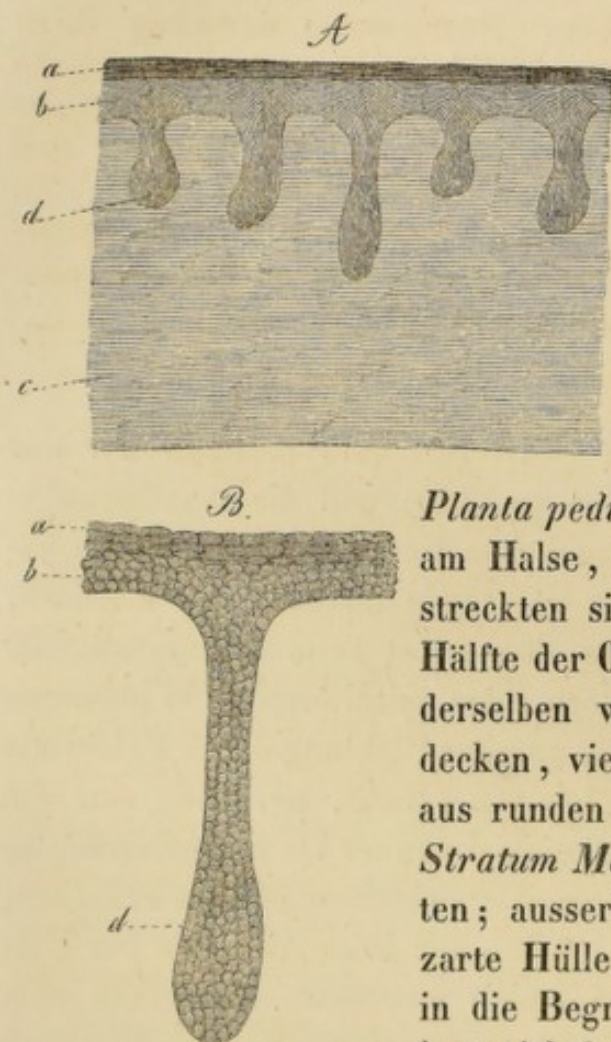 A
a
b
d
c
B.
a
b
d
Planta pedi
am Halse,
streckten si
Hälfte der
derselben v
decken, vie
aus runden
Stratum M
ten; ausser
zarte Hülle
in die Begr